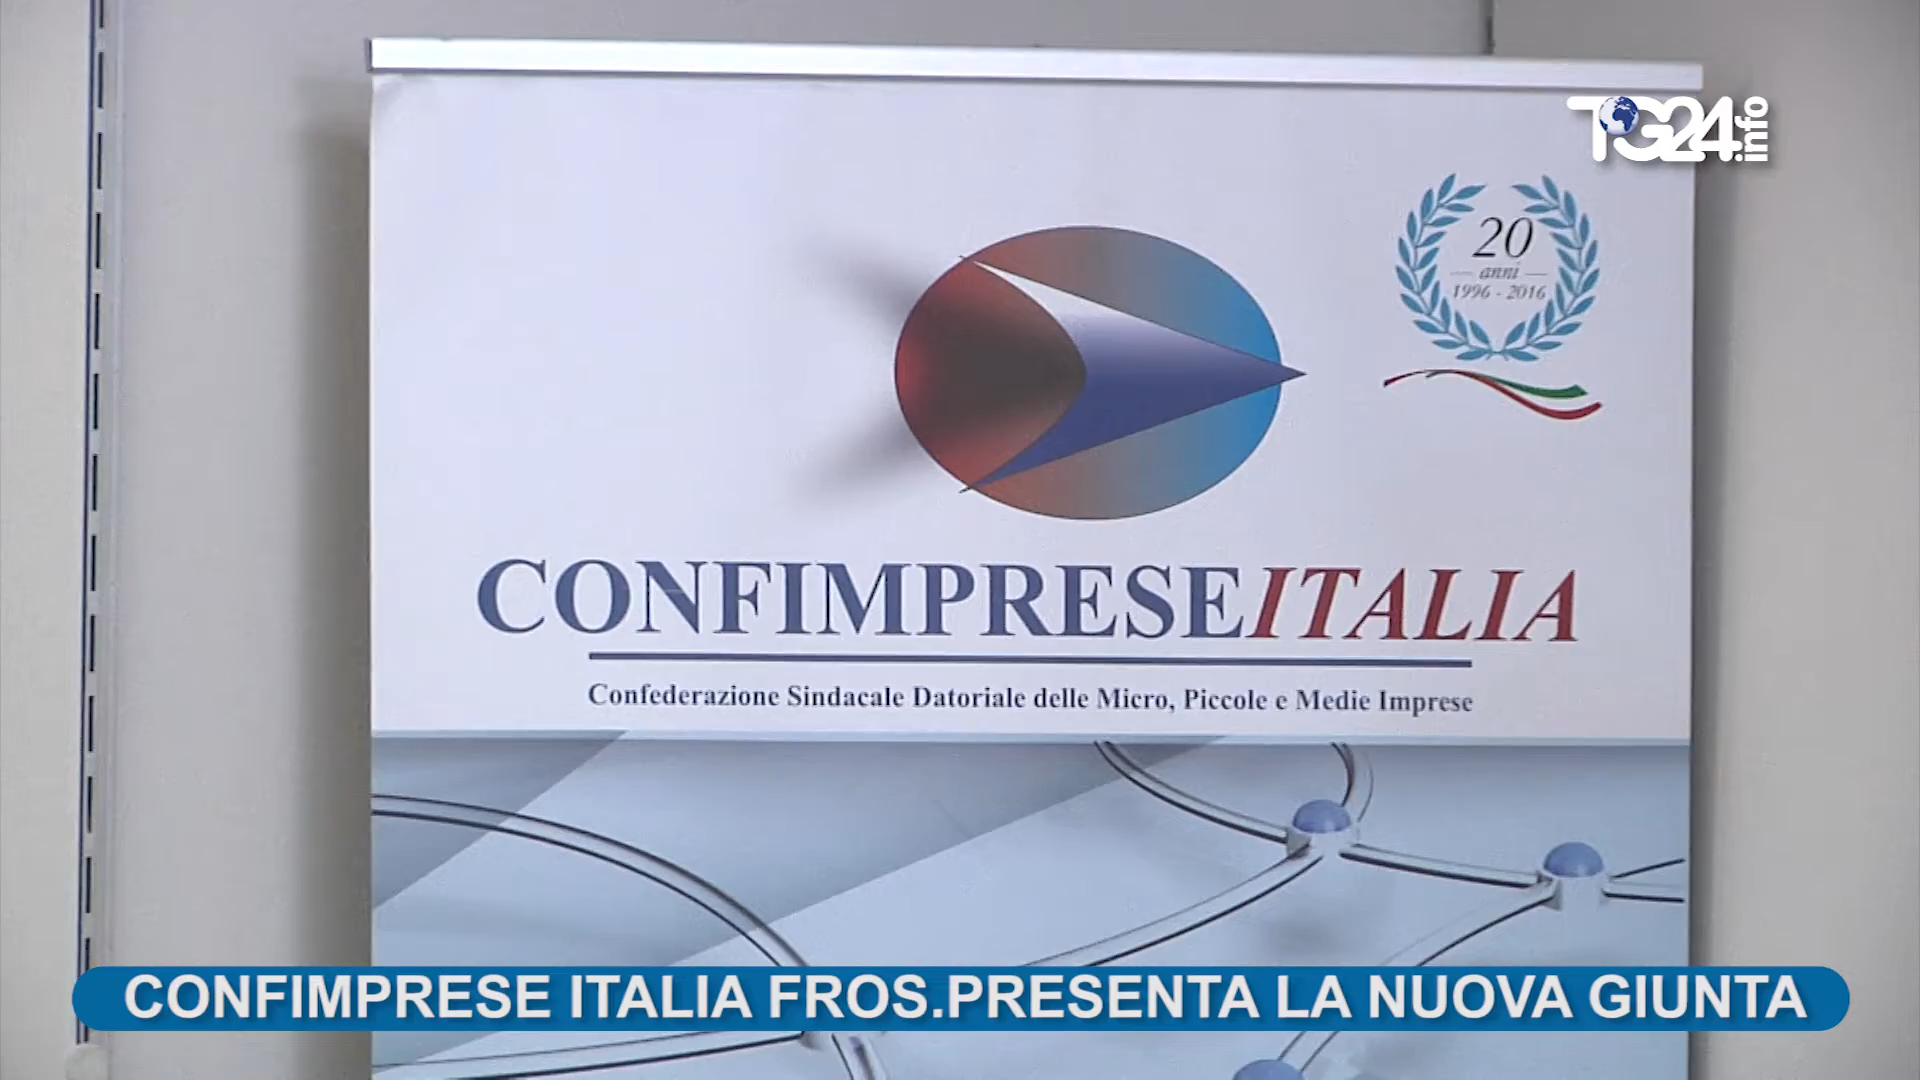 TG24.info
20
anni
1996 - 2016
CONFIMPRESEITALIA
Confederazione Sindacale Datoriale delle Micro, Piccole e Medie Imprese
CONFIMPRESE ITALIA FROS.PRESENTA LA NUOVA GIUNTA